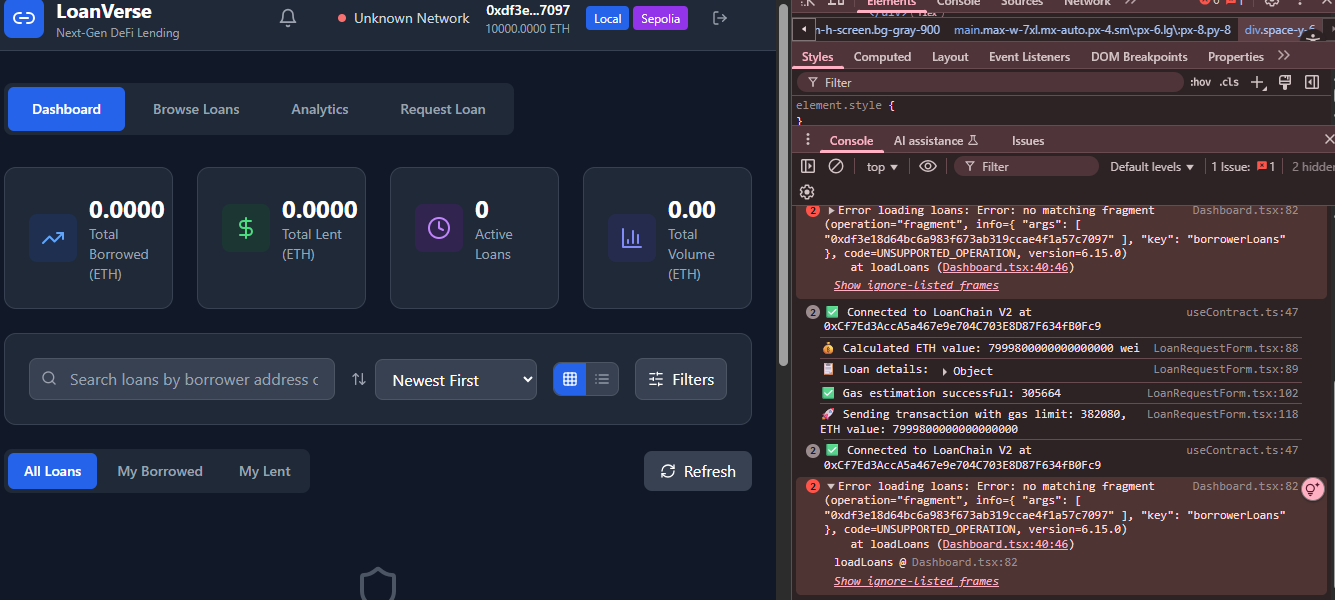 LoanVerse
Next-Gen DeFi Lending
Unknown Network
0xdf3e...7097
10000.0000 ETH
Local
Sepolia
Dashboard
Browse Loans
Analytics
Request Loan
0.0000
Total
Borrowed
(ETH)
0.0000
Total Lent
(ETH)
0
Active
Loans
0.00
Total
Volume
(ETH)
Search loans by borrower address o
Newest First
Filters
All Loans
My Borrowed
My Lent
Refresh
Elements
Console
Sources
Network
n-h-screen.bg-gray-900
main.max-w-7xl.mx-auto.px-4.sm\:px-6.lg\:px-8.py-8
div.space-y-6
Styles
Computed
Layout
Event Listeners
DOM Breakpoints
Properties
Filter
:hov
.cls
element.style {
}
Console
AI assistance
Issues
top
Filter
Default levels
1 Issue:
1
2 hidden
2
Error loading loans: Error: no matching fragment
Dashboard.tsx:82
(operation="fragment", info={ "args": [
"0xdf3e18d64bc6a983f673ab319ccae4f1a57c7097" ], "key": "borrowerLoans"
}, code=UNSUPPORTED_OPERATION, version=6.15.0)
at loadLoans (Dashboard.tsx:40:46)
Show ignore-listed frames
2
✅ Connected to LoanChain V2 at
useContract.ts:47
0xCf7Ed3AccA5a467e9e704C703E8D87F634fB0Fc9
💰 Calculated ETH value: 7999800000000000000 wei
LoanRequestForm.tsx:88
📋 Loan details: ▶ Object
LoanRequestForm.tsx:89
✅ Gas estimation successful: 305664
LoanRequestForm.tsx:102
🚀 Sending transaction with gas limit: 382080,
LoanRequestForm.tsx:118
ETH value: 7999800000000000000
2
✅ Connected to LoanChain V2 at
useContract.ts:47
0xCf7Ed3AccA5a467e9e704C703E8D87F634fB0Fc9
2
Error loading loans: Error: no matching fragment
Dashboard.tsx:82
(operation="fragment", info={ "args": [
"0xdf3e18d64bc6a983f673ab319ccae4f1a57c7097" ], "key": "borrowerLoans"
}, code=UNSUPPORTED_OPERATION, version=6.15.0)
at loadLoans (Dashboard.tsx:40:46)
loadLoans @ Dashboard.tsx:82
Show ignore-listed frames